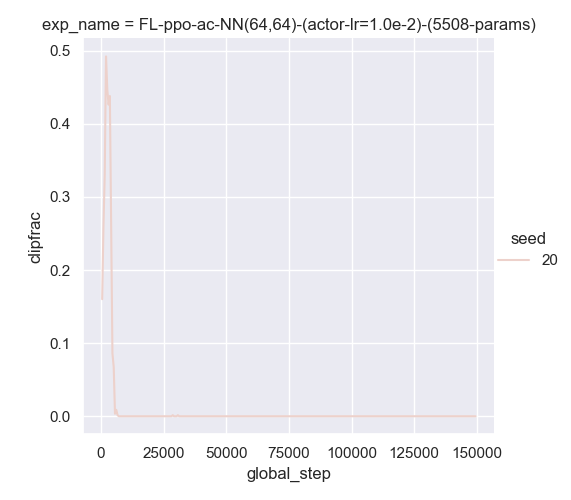 exp_name = FL-ppo-ac-NN(64,64)-(actor-lr=1.0e-2)-(5508-params)
0.5
0.4
0.3
0.2
0.1
0.0
clipfrac
0 25000 50000 75000 100000 125000 150000
global_step
seed
20